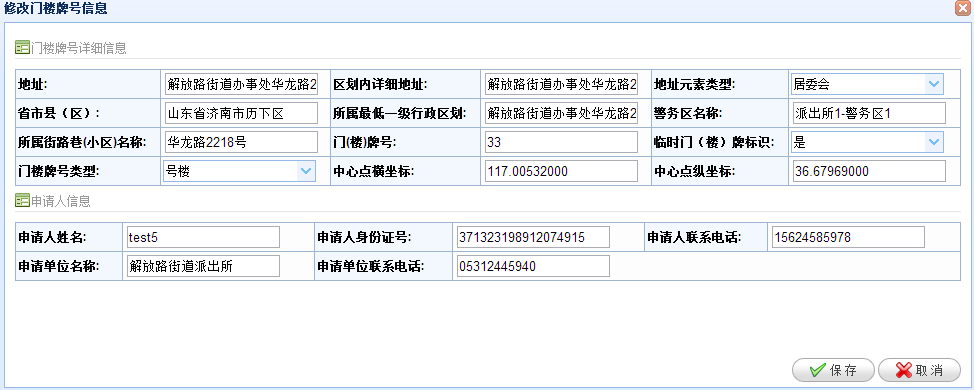 修改门楼牌号信息
门楼牌号详细信息
地址: 解放路街道办事处华龙路2 区划内详细地址: 解放路街道办事处华龙路2 地址元素类型: 居委会
省市县（区）: 山东省济南市历下区 所属最低一级行政区划: 解放路街道办事处华龙路2 警务区名称: 派出所1-警务区1
所属街路巷(小区)名称: 华龙路2218号 门(楼)牌号: 33 临时门（楼）牌标识: 是
门楼牌号类型: 号楼 中心点横坐标: 117.00532000 中心点纵坐标: 36.67969000
申请人信息
申请人姓名: test5 申请人身份证号: 371323198912074915 申请人联系电话: 15624585978
申请单位名称: 解放路街道派出所 申请单位联系电话: 05312445940
保存 取消